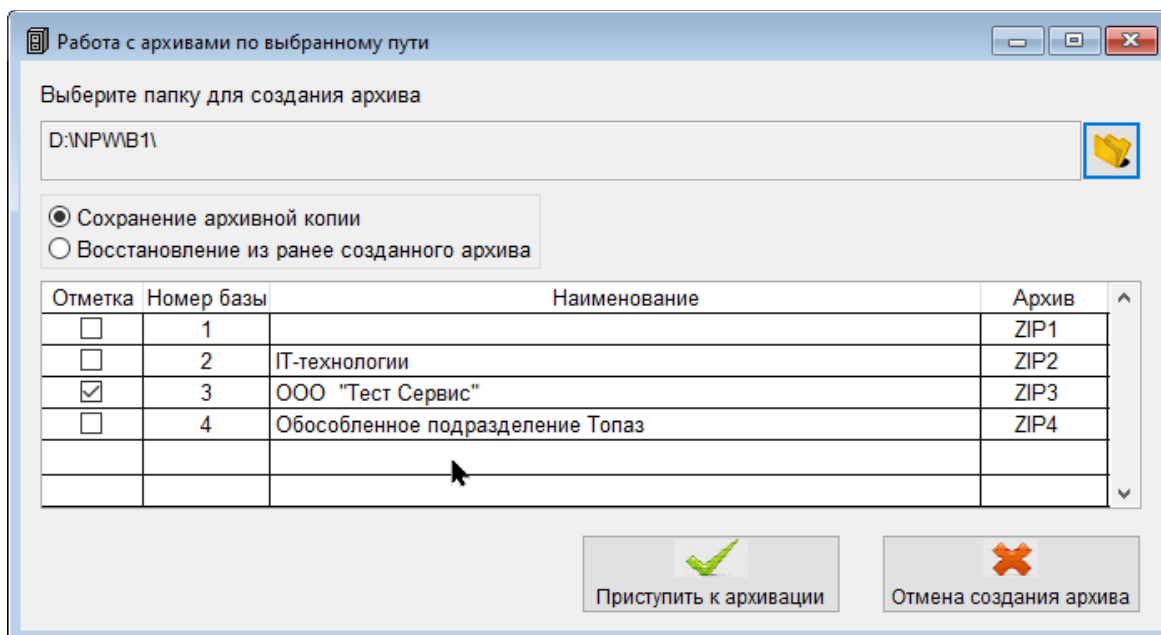 Работа с архивами по выбранному пути
Выберите папку для создания архива
D:\NPW\B1\
Сохранение архивной копии
Восстановление из ранее созданного архива
Отметка Номер базы Наименование Архив
1 ZIP1
2 IT-технологии ZIP2
3 ООО "Тест Сервис" ZIP3
4 Обособленное подразделение Топаз ZIP4
Приступить к архивации Отмена создания архива